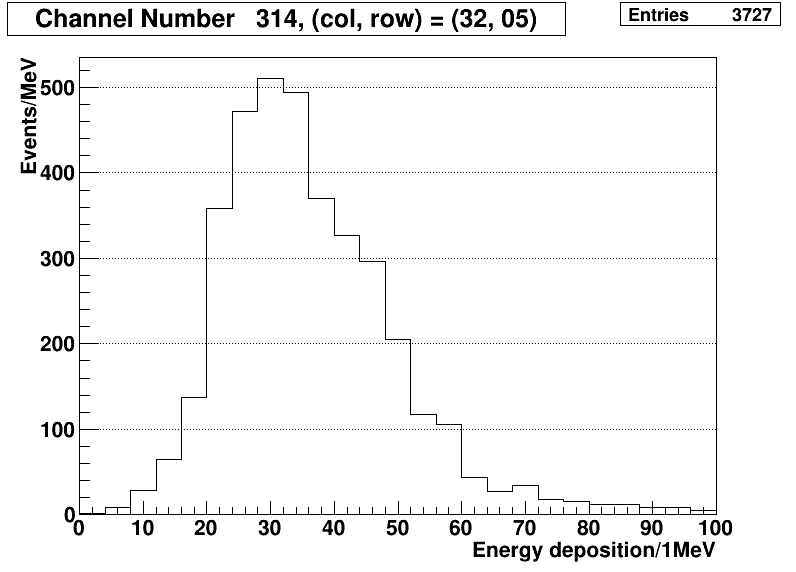 Channel Number 314, (col, row) = (32, 05)
Entries 3727
Events/MeV
500
400
300
200
100
0
0 10 20 30 40 50 60 70 80 90 100
Energy deposition/1MeV